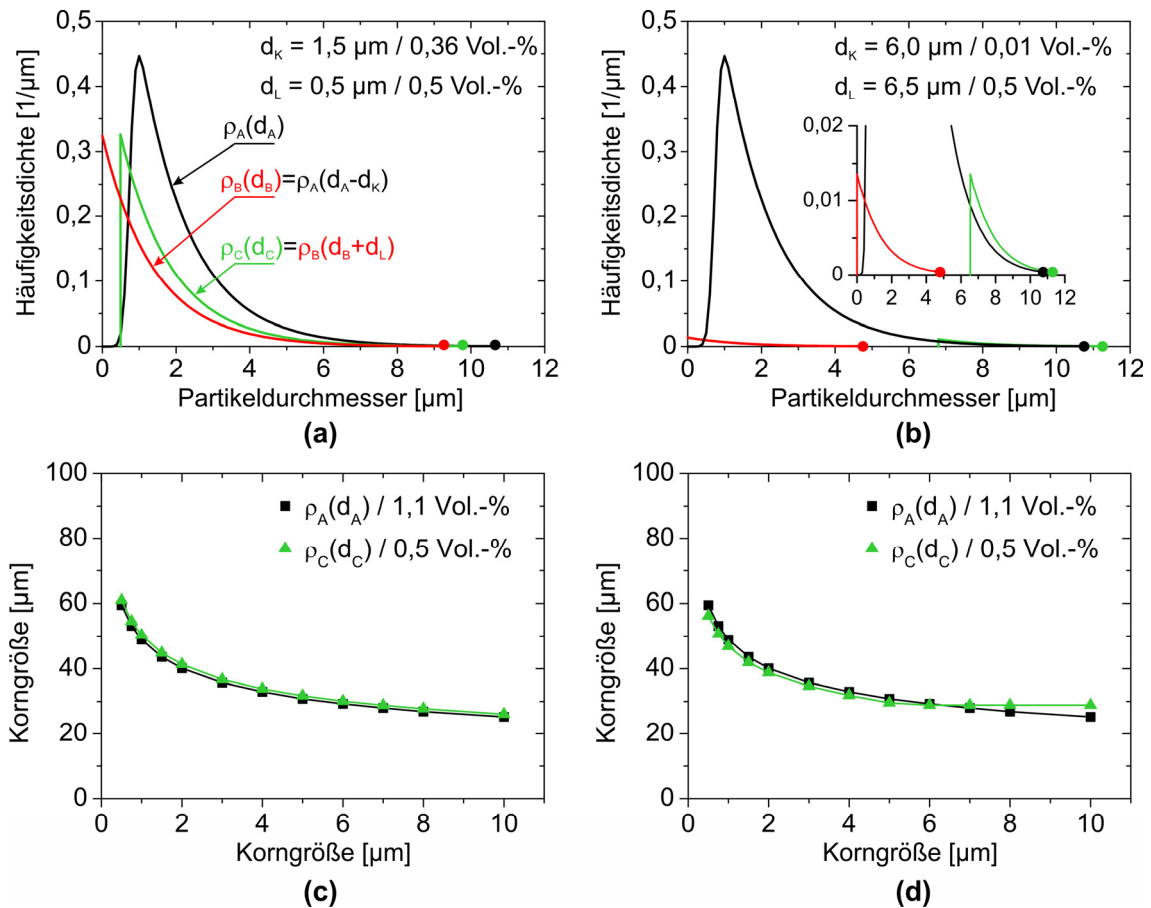 0,5
0,4
0,3
0,2
0,1
0
Häufigkeitsdichte [1/µm]
d_K = 1,5 µm / 0,36 Vol.-%
d_L = 0,5 µm / 0,5 Vol.-%
ρ_A(d_A)
ρ_B(d_B)=ρ_A(d_A-d_K)
ρ_C(d_C)=ρ_B(d_B+d_L)
0 2 4 6 8 10 12
Partikeldurchmesser [µm]
(a)
0,5
0,4
0,3
0,2
0,1
0
Häufigkeitsdichte [1/µm]
d_K = 6,0 µm / 0,01 Vol.-%
d_L = 6,5 µm / 0,5 Vol.-%
0,02
0,01
0
0 2 4 6 8 10 12
0 2 4 6 8 10 12
Partikeldurchmesser [µm]
(b)
100
80
60
40
20
0
Korngröße [µm]
ρ_A(d_A) / 1,1 Vol.-%
ρ_C(d_C) / 0,5 Vol.-%
0 2 4 6 8 10
Korngröße [µm]
(c)
100
80
60
40
20
0
Korngröße [µm]
ρ_A(d_A) / 1,1 Vol.-%
ρ_C(d_C) / 0,5 Vol.-%
0 2 4 6 8 10
Korngröße [µm]
(d)